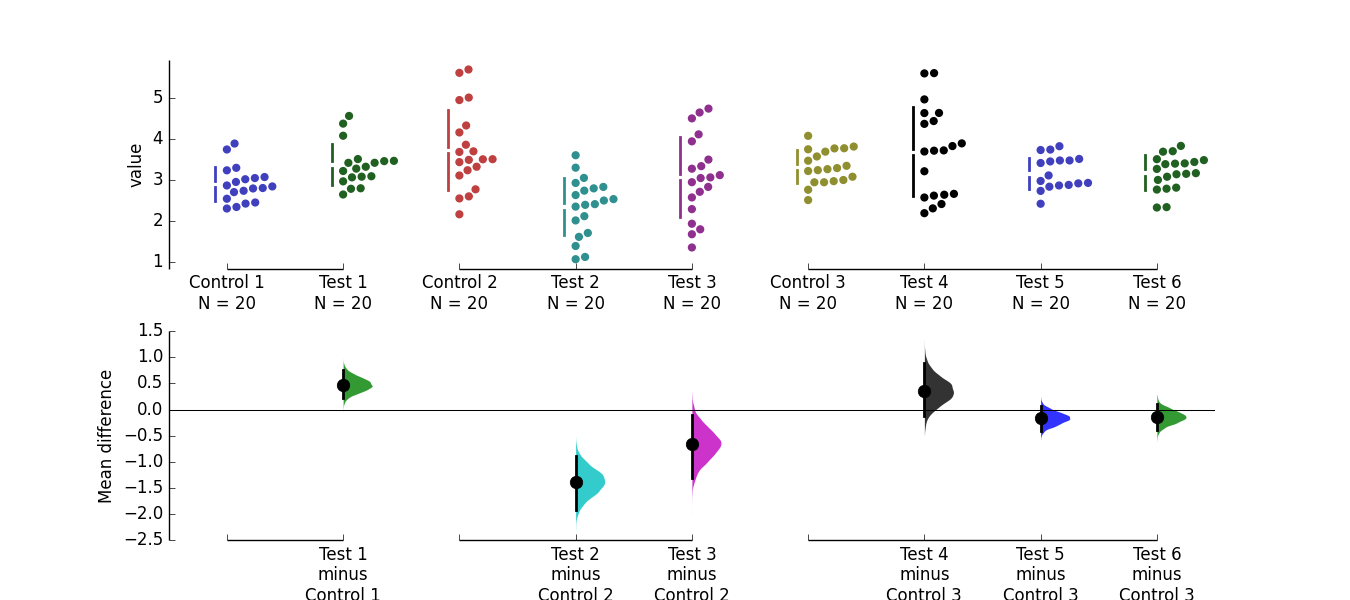 value
5
4
3
2
1
Control 1 Test 1 Control 2 Test 2 Test 3 Control 3 Test 4 Test 5 Test 6
N = 20 N = 20 N = 20 N = 20 N = 20 N = 20 N = 20 N = 20 N = 20
Mean difference
1.5
1.0
0.5
0.0
−0.5
−1.0
−1.5
−2.0
−2.5
Test 1 Test 2 Test 3 Test 4 Test 5 Test 6
minus minus minus minus minus minus
Control 1 Control 2 Control 2 Control 3 Control 3 Control 3